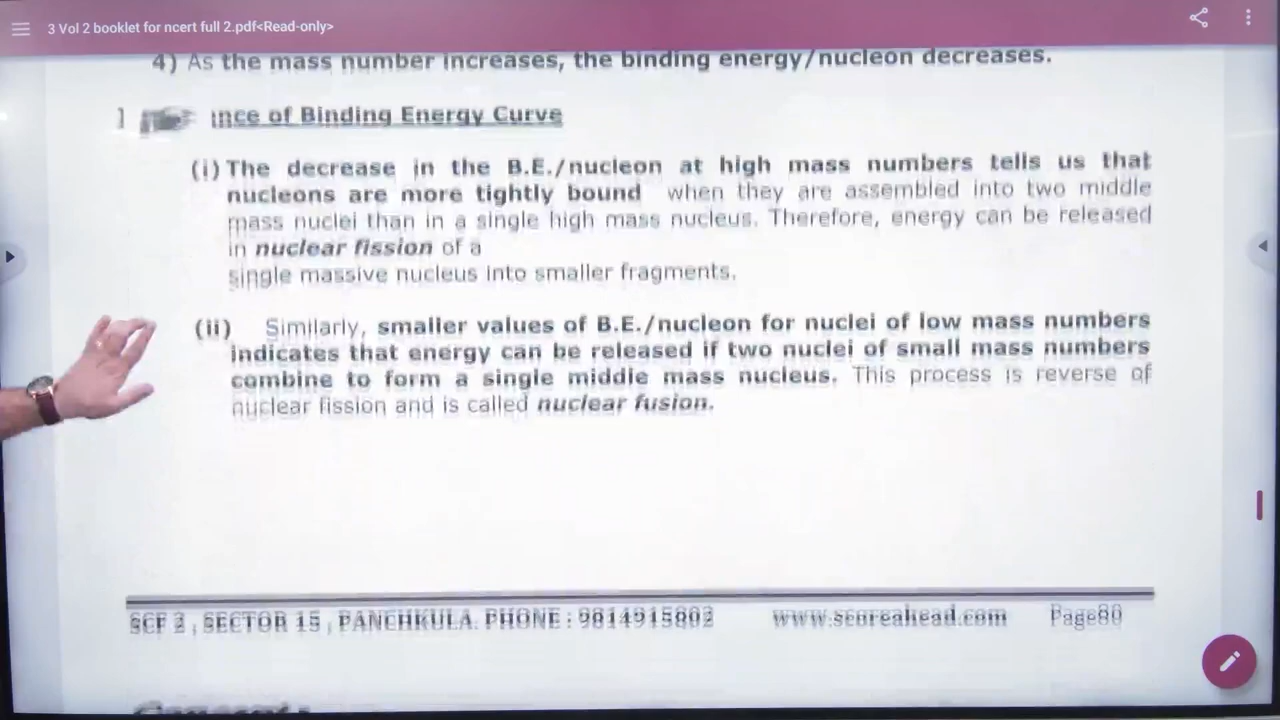 3 Vol 2 booklet for ncert full 2.pdf<Read-only>
4) As the mass number increases, the binding energy/nucleon decreases.
of Binding Energy Curve
(i) The decrease in the B.E./nucleon at high mass numbers tells us that
nucleons are more tightly bound when they are assembled into two middle
mass nuclei than in a single high mass nucleus. Therefore, energy can be released
in nuclear fission of a
single massive nucleus into smaller fragments.
(ii) Similarly, smaller values of B.E./nucleon for nuclei of low mass numbers
indicates that energy can be released if two nuclei of small mass numbers
combine to form a single middle mass nucleus. This process is reverse of
nuclear fission and is called nuclear fusion.
SCF 2 , SECTOR 15 , PANCHKULA. PHONE : 9814915802 www.scoreahead.com Page80